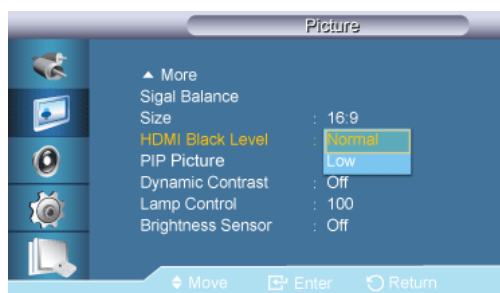 Picture
▲ More
Sigal Balance
Size : 16:9
HDMI Black Level : Normal
PIP Picture Low
Dynamic Contrast : Off
Lamp Control : 100
Brightness Sensor : Off
Move Enter Return